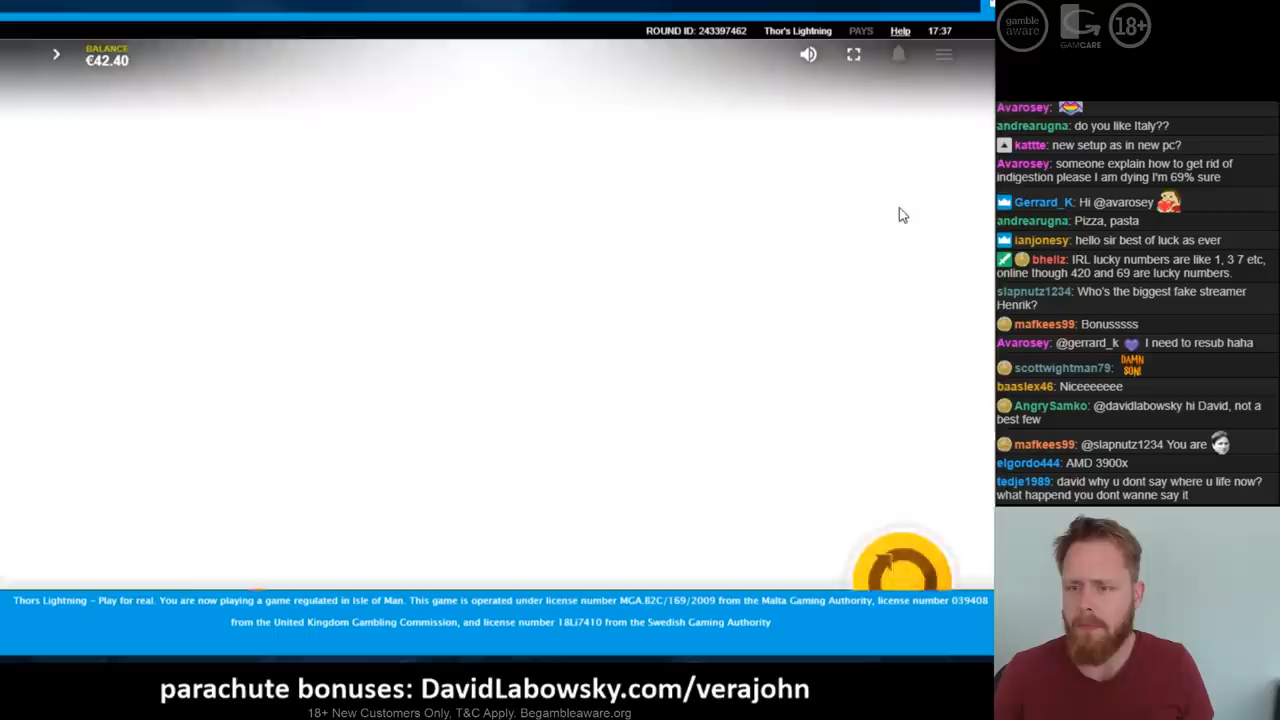 ROUND ID: 243397462 Thor's Lightning PAYS Help 17:37
BALANCE
€42.40
Thors Lightning – Play for real. You are now playing a game regulated in Isle of Man. This game is operated under license number MGA.B2C/169/2009 from the Malta Gaming Authority, license number 039408
from the United Kingdom Gambling Commission, and license number 18Li7410 from the Swedish Gaming Authority
parachute bonuses: DavidLabowsky.com/verajohn
18+ New Customers Only, T&C Apply. Begambleaware.org
gamble
aware
GAMCARE
18+
Avarosey:
andrearugna: do you like Italy??
kattte: new setup as in new pc?
Avarosey: someone explain how to get rid of
indigestion please I am dying I'm 69% sure
Gerrard_K: Hi @avarosey
andrearugna: Pizza, pasta
ianjonesy: hello sir best of luck as ever
bhellz: IRL lucky numbers are like 1, 3 7 etc,
online though 420 and 69 are lucky numbers.
slapnutz1234: Who's the biggest fake streamer
Henrik?
mafkees99: Bonusssss
Avarosey: @gerrard_k I need to resub haha
scottwightman79: DAMN
SON!
baaslex46: Niceeeeeee
AngrySamko: @davidlabowsky hi David, not a
best few
mafkees99: @slapnutz1234 You are
elgordo444: AMD 3900x
tedje1989: david why u dont say where u life now?
what happend you dont wanne say it